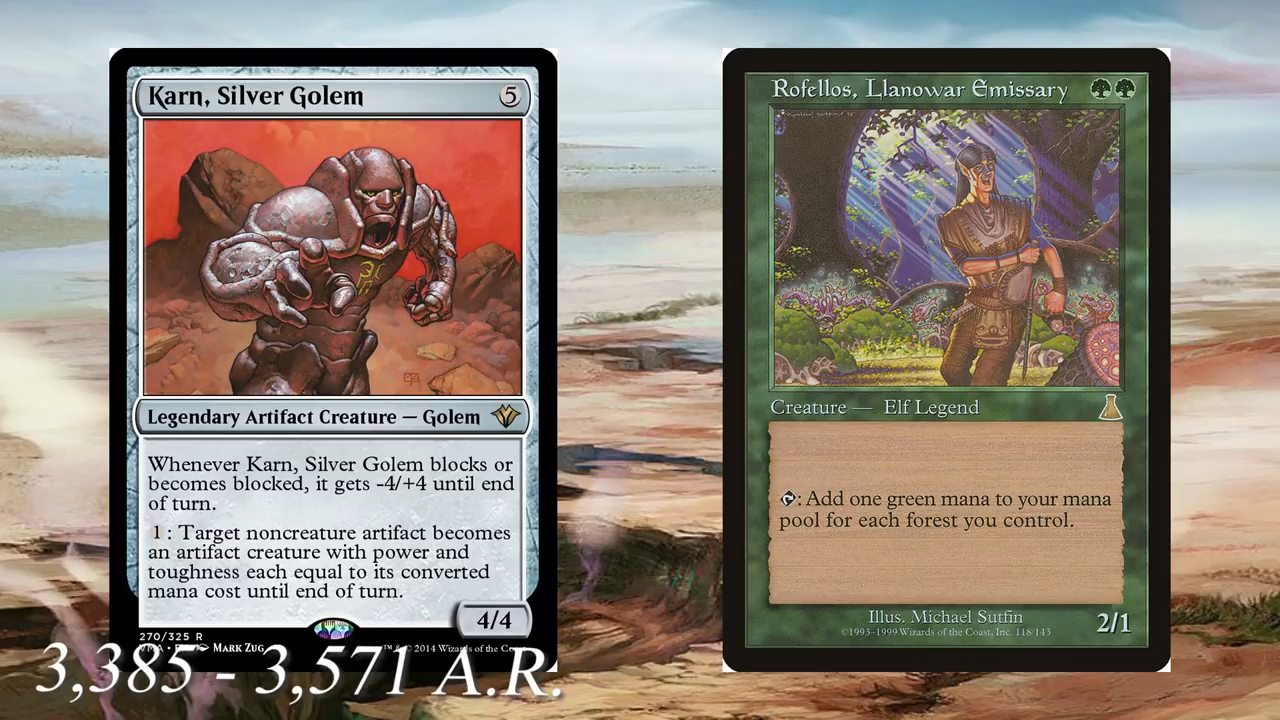 Karn, Silver Golem 5
Legendary Artifact Creature — Golem
Whenever Karn, Silver Golem blocks or
becomes blocked, it gets -4/+4 until end
of turn.
1: Target noncreature artifact becomes
an artifact creature with power and
toughness each equal to its converted
mana cost until end of turn.
4/4
270/325 R
MARK ZUG
™ & © 2014 Wizards of the
3,385 - 3,571 A.R.
Rofellos, Llanowar Emissary
Creature — Elf Legend
: Add one green mana to your mana
pool for each forest you control.
Illus. Michael Sutfin
©1993-1999 Wizards of the Coast, Inc. 118/143
2/1